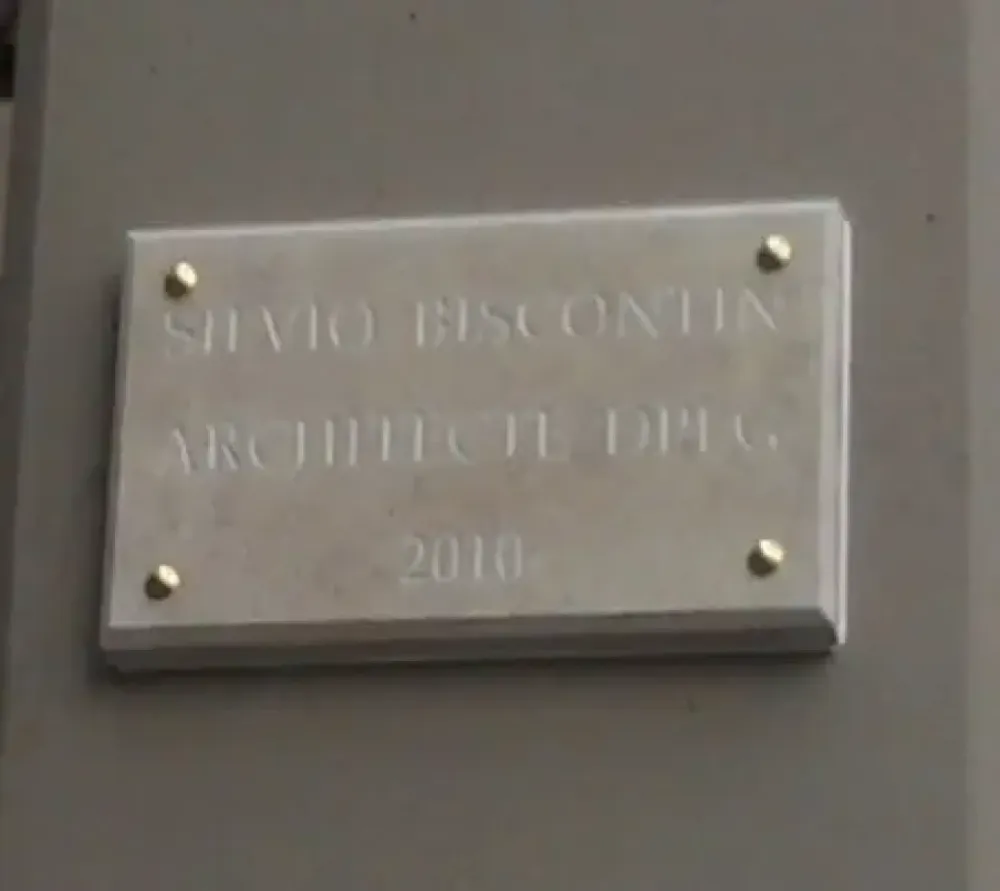 SILVIO BISCONTIN
ARCHITECTE DPLG
2010